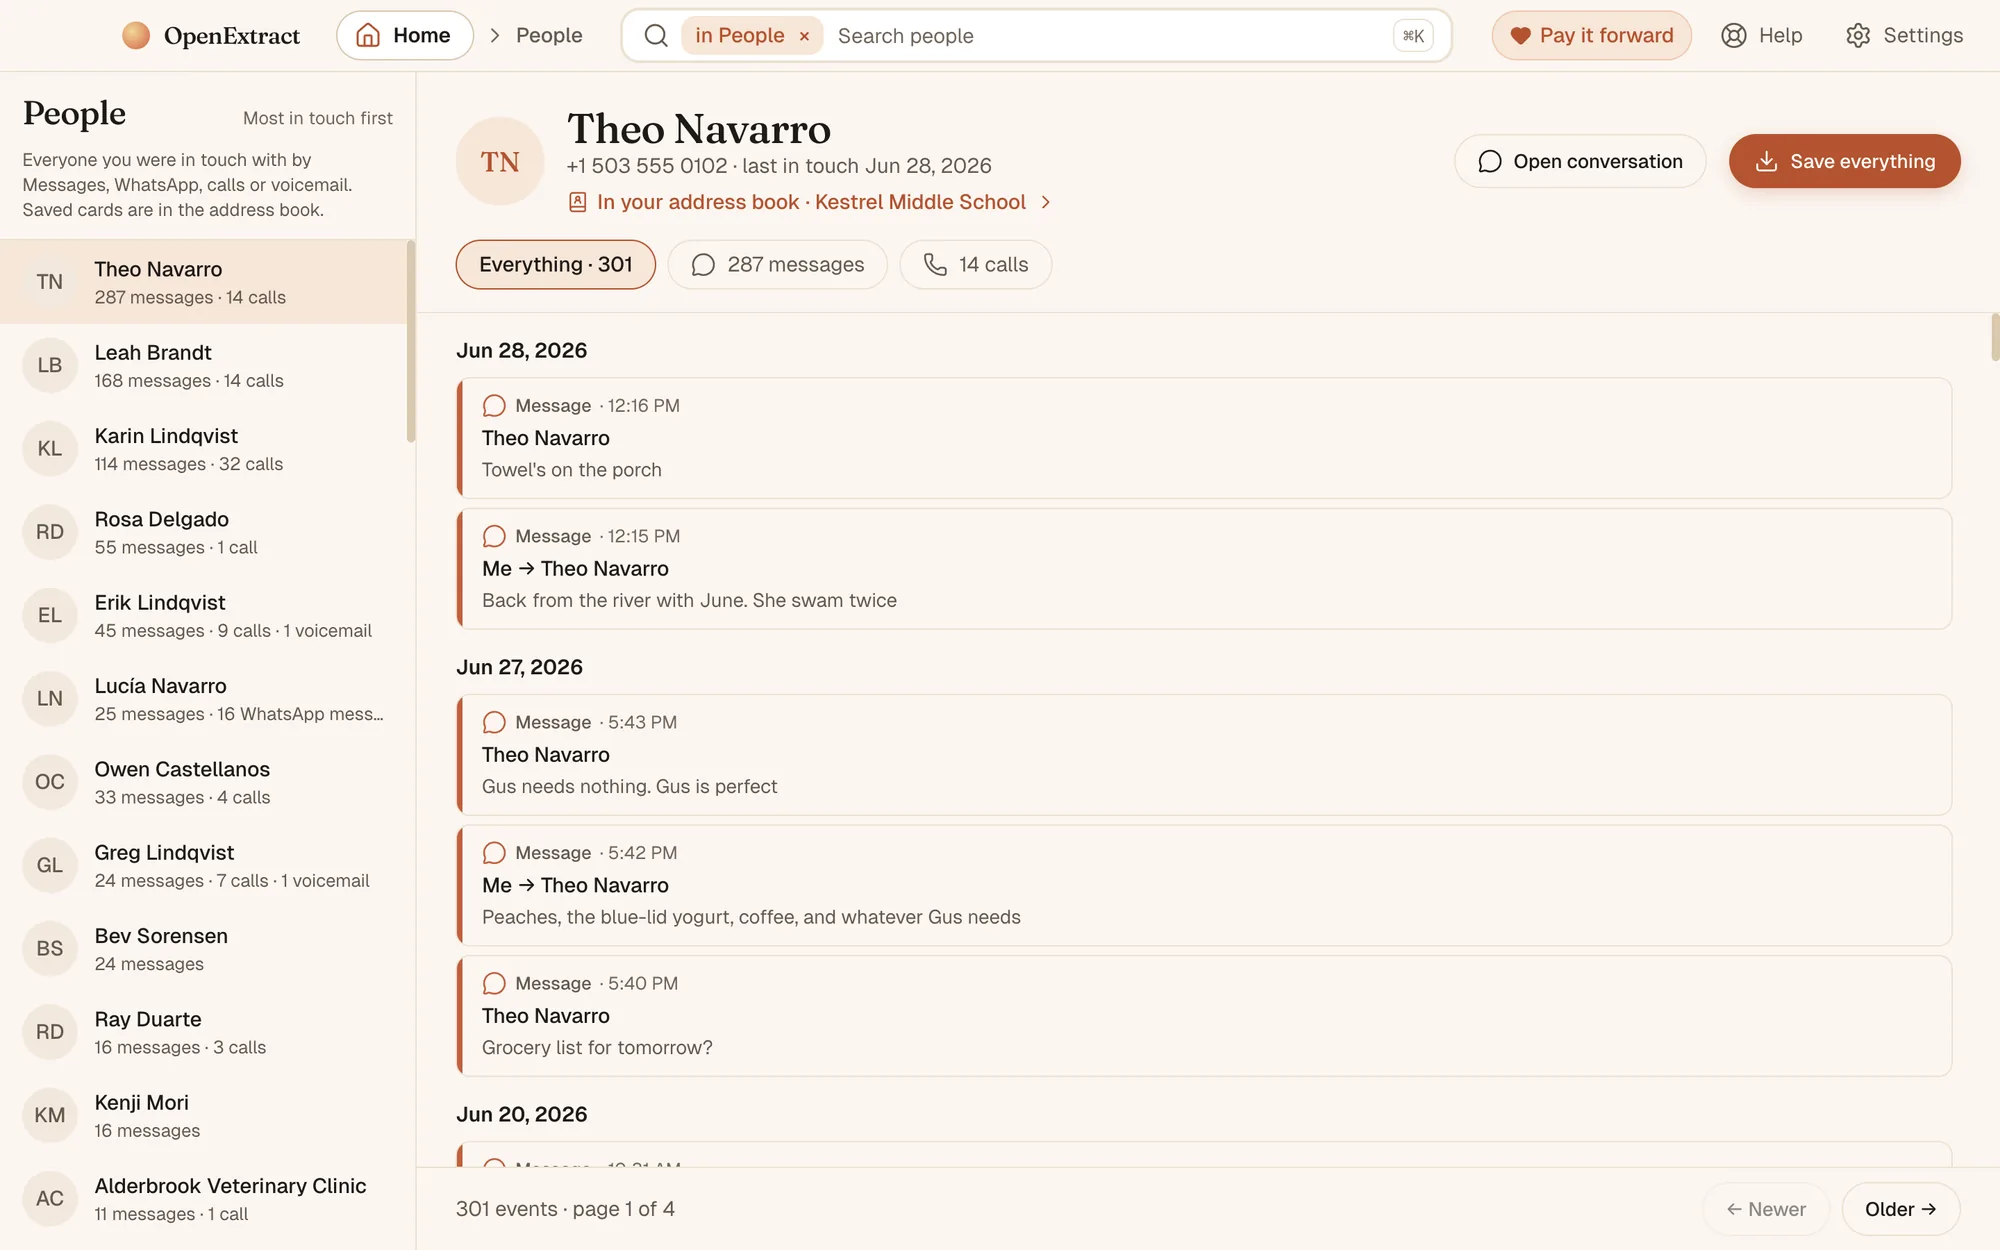 OpenExtract
Home
People
in People ×
Search people
⌘K
Pay it forward
Help
Settings
People
Most in touch first
Everyone you were in touch with by
Messages, WhatsApp, calls or voicemail.
Saved cards are in the address book.
TN
Theo Navarro
287 messages · 14 calls
LB
Leah Brandt
168 messages · 14 calls
KL
Karin Lindqvist
114 messages · 32 calls
RD
Rosa Delgado
55 messages · 1 call
EL
Erik Lindqvist
45 messages · 9 calls · 1 voicemail
LN
Lucía Navarro
25 messages · 16 WhatsApp mess…
OC
Owen Castellanos
33 messages · 4 calls
GL
Greg Lindqvist
24 messages · 7 calls · 1 voicemail
BS
Bev Sorensen
24 messages
RD
Ray Duarte
16 messages · 3 calls
KM
Kenji Mori
16 messages
AC
Alderbrook Veterinary Clinic
11 messages · 1 call
TN
Theo Navarro
+1 503 555 0102 · last in touch Jun 28, 2026
In your address book · Kestrel Middle School
Open conversation
Save everything
Everything · 301
287 messages
14 calls
Jun 28, 2026
Message · 12:16 PM
Theo Navarro
Towel's on the porch
Message · 12:15 PM
Me → Theo Navarro
Back from the river with June. She swam twice
Jun 27, 2026
Message · 5:43 PM
Theo Navarro
Gus needs nothing. Gus is perfect
Message · 5:42 PM
Me → Theo Navarro
Peaches, the blue-lid yogurt, coffee, and whatever Gus needs
Message · 5:40 PM
Theo Navarro
Grocery list for tomorrow?
Jun 20, 2026
301 events · page 1 of 4
← Newer
Older →